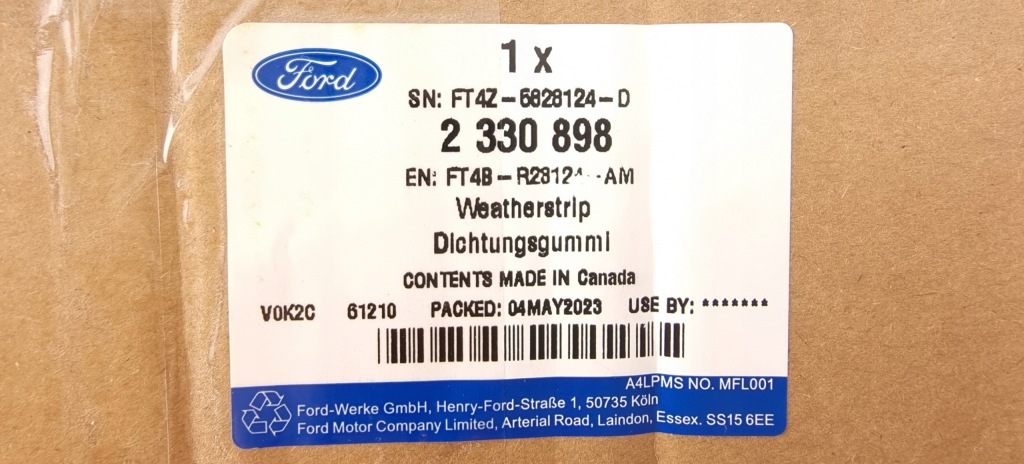 Ford
1 x
SN: FT4Z-5828124-D
2 330 898
EN: FT4B-R28124-AM
Weatherstrip
Dichtungsgummi
CONTENTS MADE IN Canada
V0K2C 61210 PACKED: 04MAY2023 USE BY: *******
A4LPMS NO. MFL001
Ford-Werke GmbH, Henry-Ford-Straße 1, 50735 Köln
Ford Motor Company Limited, Arterial Road, Laindon, Essex. SS15 6EE